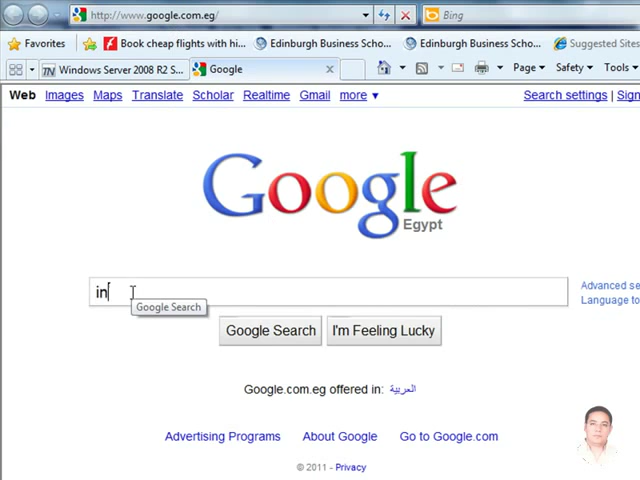 http://www.google.com.eg/
Bing
Favorites
Book cheap flights with hi...
Edinburgh Business Scho...
Edinburgh Business Scho...
Suggested Sites
Windows Server 2008 R2 S...
Google
Page
Safety
Tools
Web Images Maps Translate Scholar Realtime Gmail more
Search settings | Sign
Google
Egypt
in
Google Search
Advanced se
Language to
Google Search
I'm Feeling Lucky
Google.com.eg offered in: العربية
Advertising Programs
About Google
Go to Google.com
© 2011 - Privacy